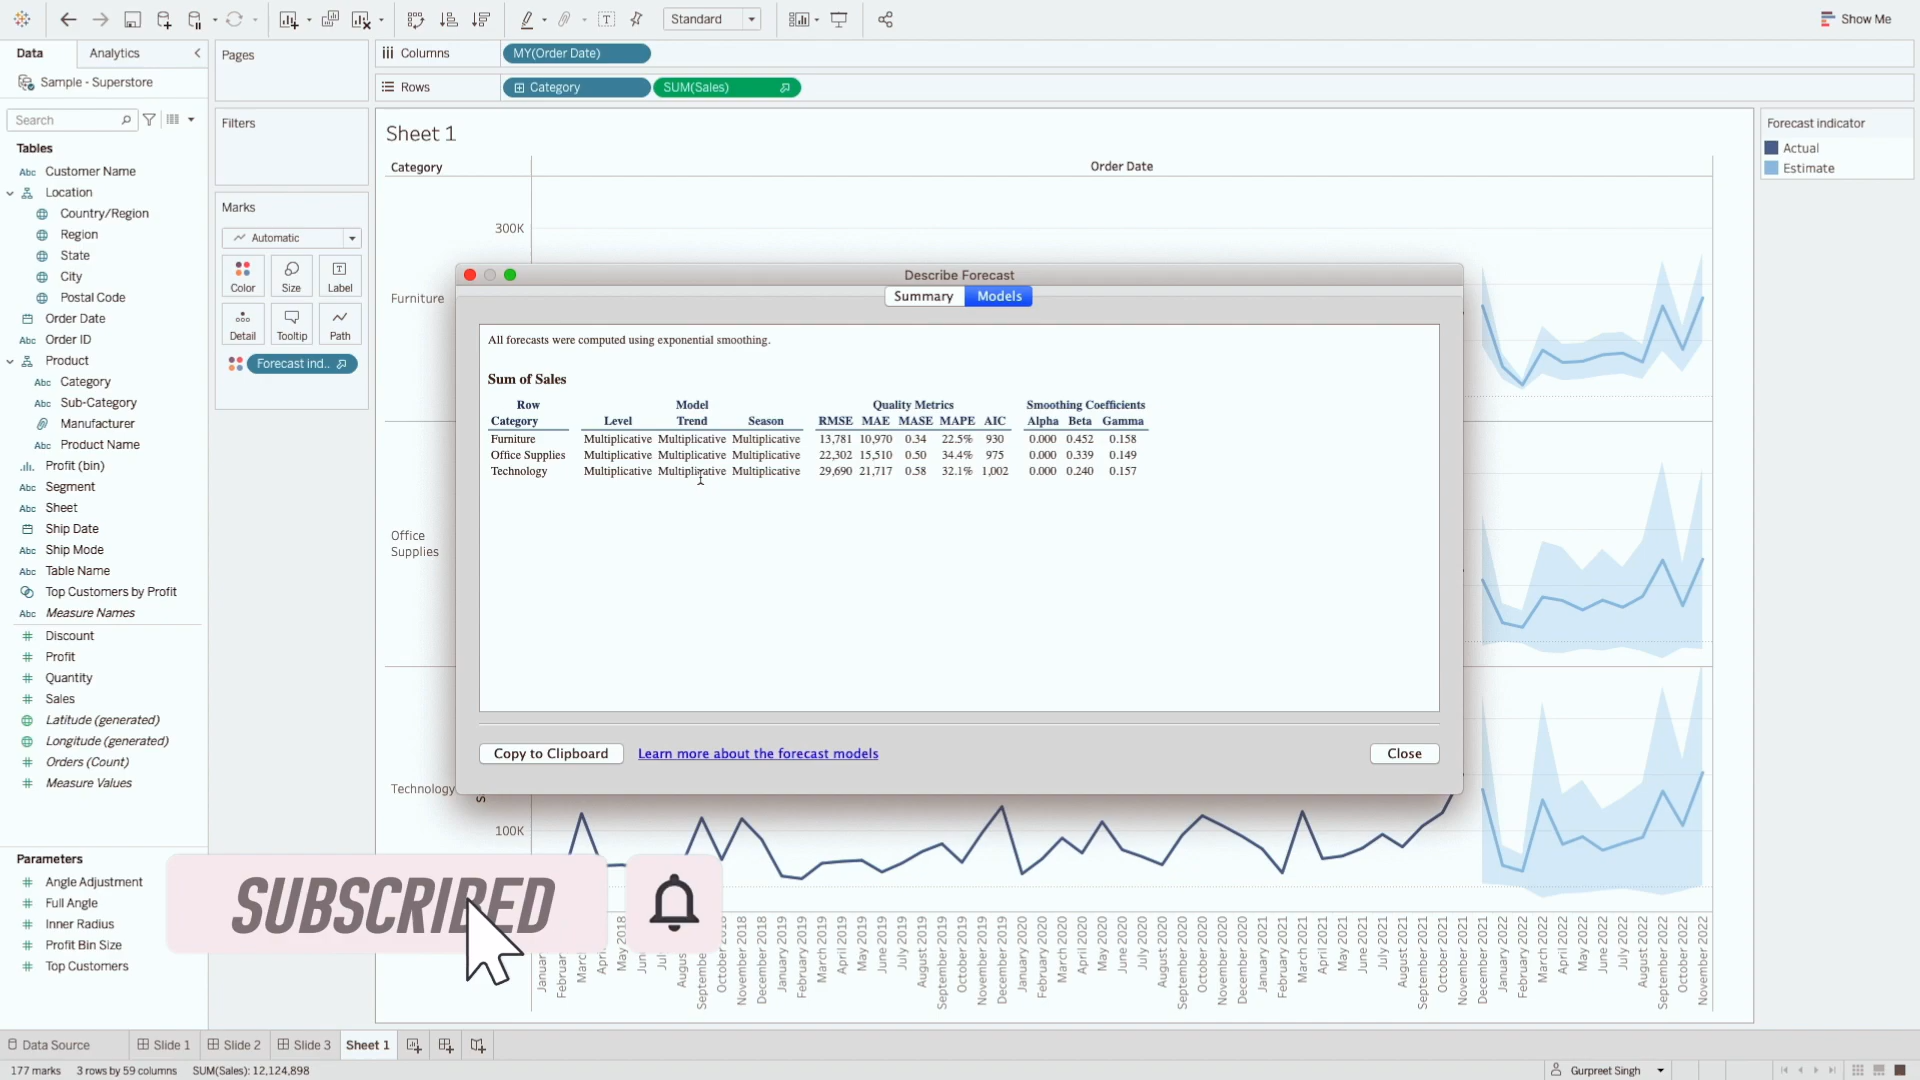 Standard
Show Me
Data
Analytics
Pages
Columns
MY(Order Date)
Sample - Superstore
Rows
Category
SUM(Sales)
Search
Filters
Sheet 1
Forecast indicator
Actual
Estimate
Tables
Customer Name
Location
Country/Region
Region
State
City
Postal Code
Order Date
Order ID
Product
Category
Sub-Category
Manufacturer
Product Name
Profit (bin)
Segment
Sheet
Ship Date
Ship Mode
Table Name
Top Customers by Profit
Measure Names
Discount
Profit
Quantity
Sales
Latitude (generated)
Longitude (generated)
Orders (Count)
Measure Values
Parameters
Angle Adjustment
Full Angle
Inner Radius
Profit Bin Size
Top Customers
Marks
Automatic
Color Size Label
Detail Tooltip Path
Forecast ind..
Category
Order Date
300K
Furniture
Office
Supplies
Technology
100K
Describe Forecast
Summary Models
All forecasts were computed using exponential smoothing.
Sum of Sales
Row Model Quality Metrics Smoothing Coefficients
Category Level Trend Season RMSE MAE MASE MAPE AIC Alpha Beta Gamma
Furniture Multiplicative Multiplicative Multiplicative 13,781 10,970 0.34 22.5% 930 0.000 0.452 0.158
Office Supplies Multiplicative Multiplicative Multiplicative 22,302 15,510 0.50 34.4% 975 0.000 0.339 0.149
Technology Multiplicative Multiplicative Multiplicative 29,690 21,717 0.58 32.1% 1,002 0.000 0.240 0.157
Copy to Clipboard
Learn more about the forecast models
Close
SUBSCRIBED
May 2018
November 2018
December 2018
January 2019
February 2019
March 2019
April 2019
May 2019
June 2019
July 2019
August 2019
September 2019
October 2019
November 2019
December 2019
January 2020
February 2020
March 2020
April 2020
May 2020
June 2020
July 2020
August 2020
September 2020
October 2020
November 2020
December 2020
January 2021
February 2021
March 2021
April 2021
May 2021
June 2021
July 2021
August 2021
September 2021
October 2021
November 2021
December 2021
January 2022
February 2022
March 2022
April 2022
May 2022
June 2022
July 2022
August 2022
September 2022
October 2022
November 2022
Data Source
Slide 1
Slide 2
Slide 3
Sheet 1
177 marks
3 rows by 59 columns
SUM(Sales): 12,124,898
Gurpreet Singh